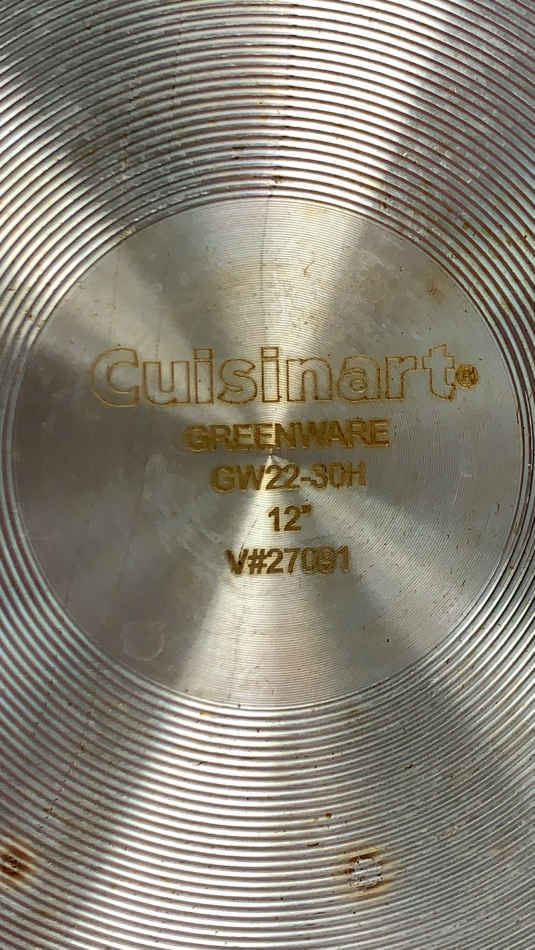 Cuisinart®
GREENWARE
GW22-30H
12"
V#27091